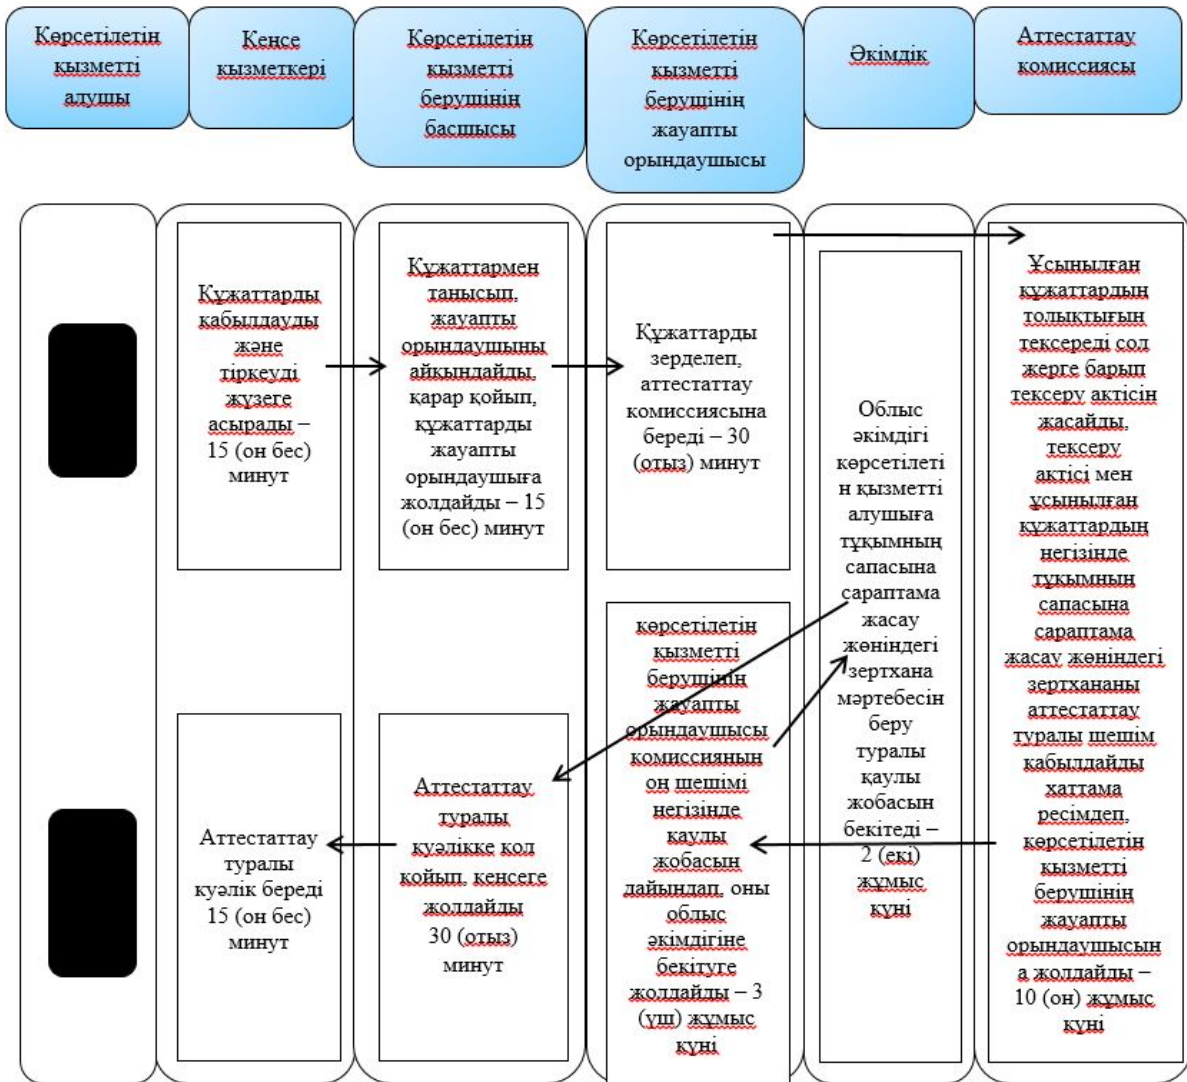 Көрсетілетін
қызметті
алушы
Кеңсе
қызметкері
Көрсетілетін
қызметті
берушінің
басшысы
Көрсетілетін
қызметті
берушінің
жауапты
орындаушысы
Әкімдік
Аттестаттау
комиссиясы
Құжаттарды
қабылдауды
және
тіркеуді
жүзеге
асырады –
15 (он бес)
минут
Құжаттармен
танысып,
жауапты
орындаушыны
айқындайды,
қарар қойып,
құжаттарды
жауапты
орындаушыға
жолдайды – 15
(он бес) минут
Құжаттарды
зерделеп,
аттестаттау
комиссиясына
береді – 30
(отыз) минут
Облыс
әкімдігі
көрсетілеті
н қызметті
алушыға
тұқымның
сапасына
сараптама
жасау
жөніндегі
зертхана
мәртебесін
беру
туралы
қаулы
жобасын
бекітеді –
2 (екі)
жұмыс
күні
Ұсынылған
құжаттардың
толықтығын
тексереді сол
жерге барып
тексеру актісін
жасайды,
тексеру
актісі мен
ұсынылған
құжаттардың
негізінде
тұқымның
сапасына
сараптама
жасау жөніндегі
зертхананы
аттестаттау
туралы шешім
қабылдайды
хаттама
ресімдеп,
көрсетілетін
қызметті
берушінің
жауапты
орындаушысын
а жолдайды –
10 (он) жұмыс
күні
көрсетілетін
қызметті
берушінің
жауапты
орындаушысы
комиссияның
оң шешімі
негізінде
қаулы
жобасын
дайындап, оны
облыс
әкімдігіне
бекітуге
жолдайды – 3
(үш) жұмыс
күні
Аттестаттау
туралы
куәлікке қол
қойып, кеңсеге
жолдайды
30 (отыз)
минут
Аттестаттау
туралы
куәлік береді
15 (он бес)
минут